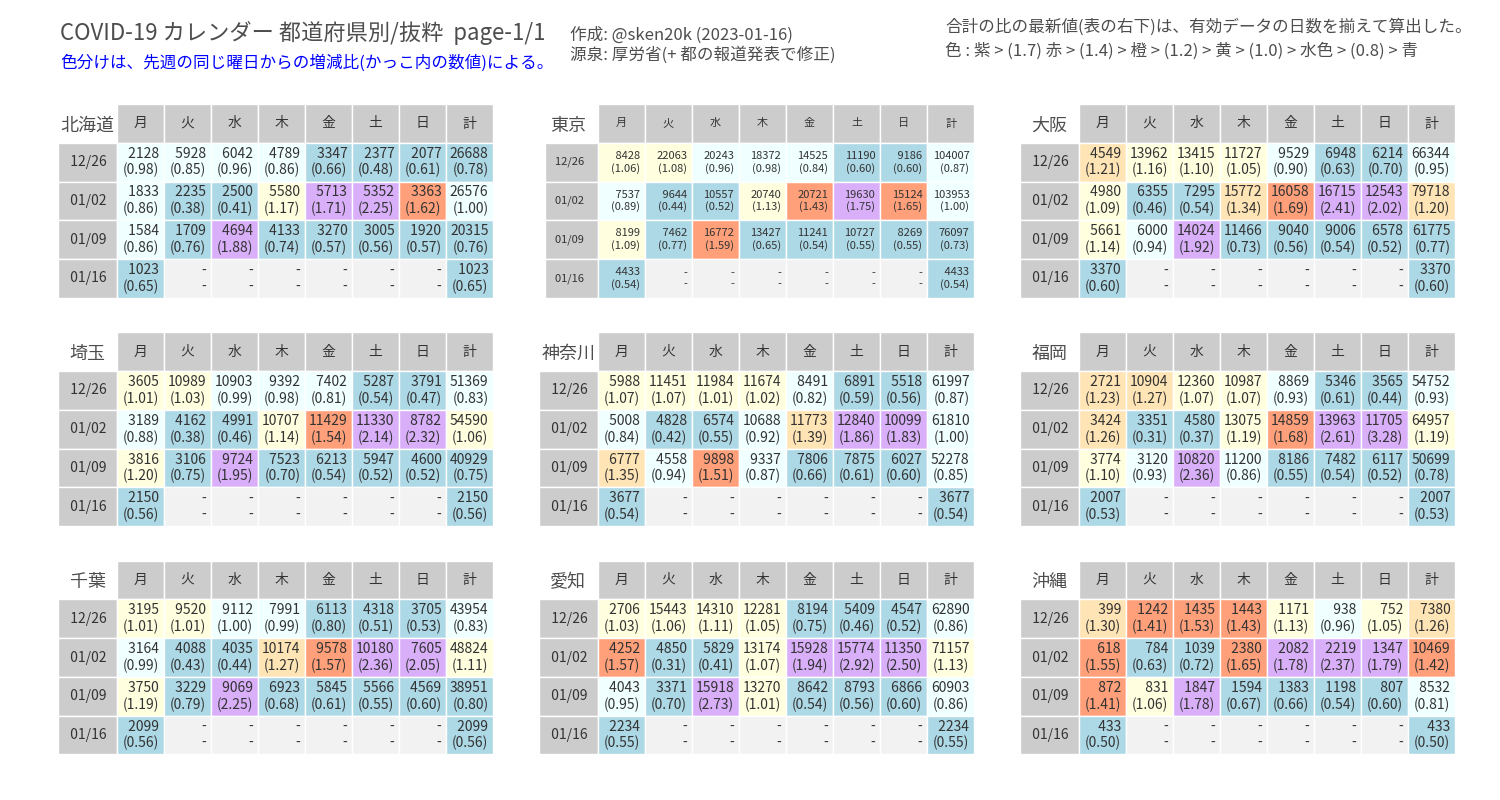 COVID-19 カレンダー 都道府県別/抜粋 page-1/1
色分けは、先週の同じ曜日からの増減比(かっこ内の数値)による。
作成: @sken20k (2023-01-16)
源泉: 厚労省(+ 都の報道発表で修正)
合計の比の最新値(表の右下)は、有効データの日数を揃えて算出した。
色 : 紫 > (1.7) 赤 > (1.4) > 橙 > (1.2) > 黄 > (1.0) > 水色 > (0.8) > 青
北海道 月 火 水 木 金 土 日 計
12/26 2128 5928 6042 4789 3347 2377 2077 26688
(0.98) (0.85) (0.96) (0.86) (0.66) (0.48) (0.61) (0.78)
01/02 1833 2235 2500 5580 5713 5352 3363 26576
(0.86) (0.38) (0.41) (1.17) (1.71) (2.25) (1.62) (1.00)
01/09 1584 1709 4694 4133 3270 3005 1920 20315
(0.86) (0.76) (1.88) (0.74) (0.57) (0.56) (0.57) (0.76)
01/16 1023 - - - - - - 1023
(0.65) - - - - - - (0.65)
東京 月 火 水 木 金 土 日 計
12/26 8428 22063 20243 18372 14525 11190 9186 104007
(1.06) (1.08) (0.96) (0.98) (0.84) (0.60) (0.60) (0.87)
01/02 7537 9644 10557 20740 20721 19630 15124 103953
(0.89) (0.44) (0.52) (1.13) (1.43) (1.75) (1.65) (1.00)
01/09 8199 7462 16772 13427 11241 10727 8269 76097
(1.09) (0.77) (1.59) (0.65) (0.54) (0.55) (0.55) (0.73)
01/16 4433 - - - - - - 4433
(0.54) - - - - - - (0.54)
大阪 月 火 水 木 金 土 日 計
12/26 4549 13962 13415 11727 9529 6948 6214 66344
(1.21) (1.16) (1.10) (1.05) (0.90) (0.63) (0.70) (0.95)
01/02 4980 6355 7295 15772 16058 16715 12543 79718
(1.09) (0.46) (0.54) (1.34) (1.69) (2.41) (2.02) (1.20)
01/09 5661 6000 14024 11466 9040 9006 6578 61775
(1.14) (0.94) (1.92) (0.73) (0.56) (0.54) (0.52) (0.77)
01/16 3370 - - - - - - 3370
(0.60) - - - - - - (0.60)
埼玉 月 火 水 木 金 土 日 計
12/26 3605 10989 10903 9392 7402 5287 3791 51369
(1.01) (1.03) (0.99) (0.98) (0.81) (0.54) (0.47) (0.83)
01/02 3189 4162 4991 10707 11429 11330 8782 54590
(0.88) (0.38) (0.46) (1.14) (1.54) (2.14) (2.32) (1.06)
01/09 3816 3106 9724 7523 6213 5947 4600 40929
(1.20) (0.75) (1.95) (0.70) (0.54) (0.52) (0.52) (0.75)
01/16 2150 - - - - - - 2150
(0.56) - - - - - - (0.56)
神奈川 月 火 水 木 金 土 日 計
12/26 5988 11451 11984 11674 8491 6891 5518 61997
(1.07) (1.07) (1.01) (1.02) (0.82) (0.59) (0.56) (0.87)
01/02 5008 4828 6574 10688 11773 12840 10099 61810
(0.84) (0.42) (0.55) (0.92) (1.39) (1.86) (1.83) (1.00)
01/09 6777 4558 9898 9337 7806 7875 6027 52278
(1.35) (0.94) (1.51) (0.87) (0.66) (0.61) (0.60) (0.85)
01/16 3677 - - - - - - 3677
(0.54) - - - - - - (0.54)
福岡 月 火 水 木 金 土 日 計
12/26 2721 10904 12360 10987 8869 5346 3565 54752
(1.23) (1.27) (1.07) (1.07) (0.93) (0.61) (0.44) (0.93)
01/02 3424 3351 4580 13075 14859 13963 11705 64957
(1.26) (0.31) (0.37) (1.19) (1.68) (2.61) (3.28) (1.19)
01/09 3774 3120 10820 11200 8186 7482 6117 50699
(1.10) (0.93) (2.36) (0.86) (0.55) (0.54) (0.52) (0.78)
01/16 2007 - - - - - - 2007
(0.53) - - - - - - (0.53)
千葉 月 火 水 木 金 土 日 計
12/26 3195 9520 9112 7991 6113 4318 3705 43954
(1.01) (1.01) (1.00) (0.99) (0.80) (0.51) (0.53) (0.83)
01/02 3164 4088 4035 10174 9578 10180 7605 48824
(0.99) (0.43) (0.44) (1.27) (1.57) (2.36) (2.05) (1.11)
01/09 3750 3229 9069 6923 5845 5566 4569 38951
(1.19) (0.79) (2.25) (0.68) (0.61) (0.55) (0.60) (0.80)
01/16 2099 - - - - - - 2099
(0.56) - - - - - - (0.56)
愛知 月 火 水 木 金 土 日 計
12/26 2706 15443 14310 12281 8194 5409 4547 62890
(1.03) (1.06) (1.11) (1.05) (0.75) (0.46) (0.52) (0.86)
01/02 4252 4850 5829 13174 15928 15774 11350 71157
(1.57) (0.31) (0.41) (1.07) (1.94) (2.92) (2.50) (1.13)
01/09 4043 3371 15918 13270 8642 8793 6866 60903
(0.95) (0.70) (2.73) (1.01) (0.54) (0.56) (0.60) (0.86)
01/16 2234 - - - - - - 2234
(0.55) - - - - - - (0.55)
沖縄 月 火 水 木 金 土 日 計
12/26 399 1242 1435 1443 1171 938 752 7380
(1.30) (1.41) (1.53) (1.43) (1.13) (0.96) (1.05) (1.26)
01/02 618 784 1039 2380 2082 2219 1347 10469
(1.55) (0.63) (0.72) (1.65) (1.78) (2.37) (1.79) (1.42)
01/09 872 831 1847 1594 1383 1198 807 8532
(1.41) (1.06) (1.78) (0.67) (0.66) (0.54) (0.60) (0.81)
01/16 433 - - - - - - 433
(0.50) - - - - - - (0.50)